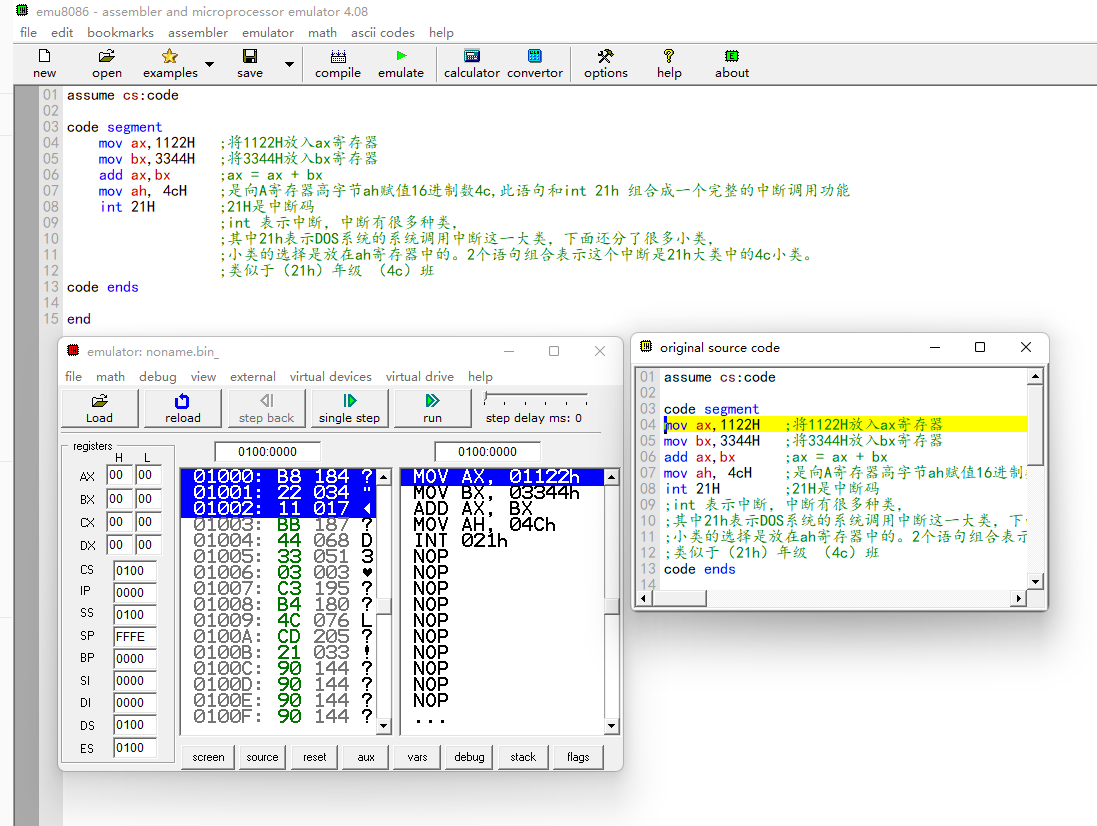 emu8086 - assembler and microprocessor emulator 4.08
file edit bookmarks assembler emulator math ascii codes help
new open examples save compile emulate calculator convertor options help about
01 assume cs:code
02
03 code segment
04 mov ax,1122H ;将1122H放入ax寄存器
05 mov bx,3344H ;将3344H放入bx寄存器
06 add ax,bx ;ax = ax + bx
07 mov ah, 4cH ;是向A寄存器高字节ah赋值16进制数4c,此语句和int 21h 组合成一个完整的中断调用功能
08 int 21H ;21H是中断码
09 ;int 表示中断，中断有很多种类，
10 ;其中21h表示DOS系统的系统调用中断这一大类，下面还分了很多小类，
11 ;小类的选择是放在ah寄存器中的。2个语句组合表示这个中断是21h大类中的4c小类。
12 ;类似于（21h）年级 （4c）班
13 code ends
14
15 end
emulator: noname.bin_
file math debug view external virtual devices virtual drive help
Load reload step back single step run step delay ms: 0
registers
H L
AX 00 00
BX 00 00
CX 00 00
DX 00 00
CS 0100
IP 0000
SS 0100
SP FFFE
BP 0000
SI 0000
DI 0000
DS 0100
ES 0100
0100:0000
01000: B8 184 ?
01001: 22 034 "
01002: 11 017 ◄
01003: BB 187 ?
01004: 44 068 D
01005: 33 051 3
01006: 03 003 ♥
01007: C3 195 ?
01008: B4 180 ?
01009: 4C 076 L
0100A: CD 205 ?
0100B: 21 033 !
0100C: 90 144 ?
0100D: 90 144 ?
0100E: 90 144 ?
0100F: 90 144 ?
0100:0000
MOV AX, 01122h
MOV BX, 03344h
ADD AX, BX
MOV AH, 04Ch
INT 021h
NOP
NOP
NOP
NOP
NOP
NOP
NOP
NOP
NOP
NOP
...
screen source reset aux vars debug stack flags
original source code
01 assume cs:code
02
03 code segment
04 mov ax,1122H ;将1122H放入ax寄存器
05 mov bx,3344H ;将3344H放入bx寄存器
06 add ax,bx ;ax = ax + bx
07 mov ah, 4cH ;是向A寄存器高字节ah赋值16进制
08 int 21H ;21H是中断码
09 ;int 表示中断，中断有很多种类，
10 ;其中21h表示DOS系统的系统调用中断这一大类，下
11 ;小类的选择是放在ah寄存器中的。2个语句组合表示
12 ;类似于（21h）年级 （4c）班
13 code ends
14